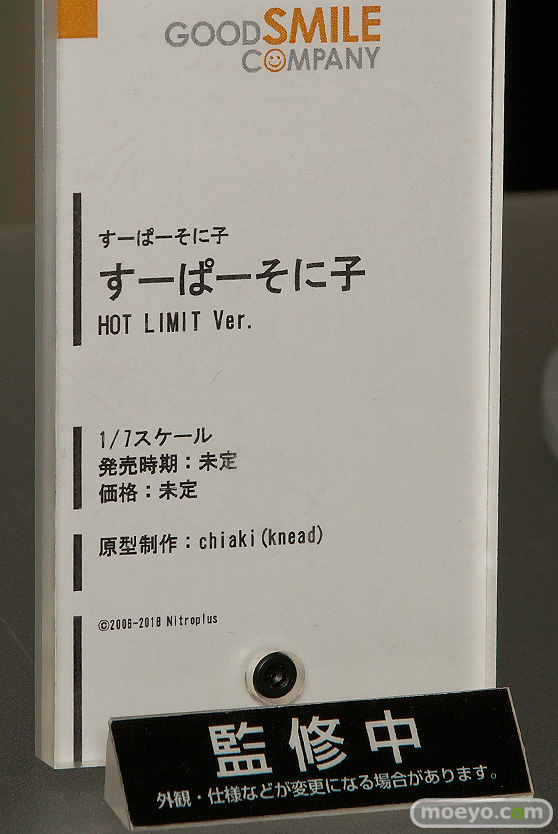 GOODSMILE
COMPANY
すーぱーそに子
すーぱーそに子
HOT LIMIT Ver.
1/7スケール
発売時期：未定
価格：未定
原型制作：chiaki(knead)
©2006-2018 Nitroplus
監修中
外観・仕様などが変更になる場合があります。
moeyo.com